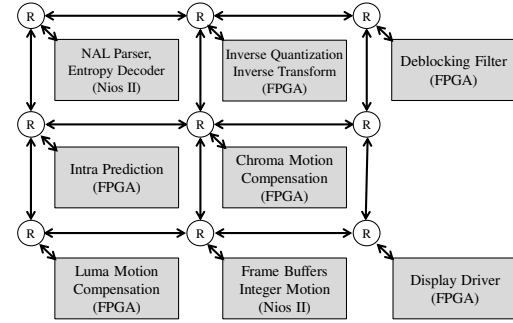 R
R
R
NAL Parser,
Entropy Decoder
(Nios II)
Inverse Quantization
Inverse Transform
(FPGA)
Deblocking Filter
(FPGA)
R
R
R
Intra Prediction
(FPGA)
Chroma Motion
Compensation
(FPGA)
R
R
R
Luma Motion
Compensation
(FPGA)
Frame Buffers
Integer Motion
(Nios II)
Display Driver
(FPGA)